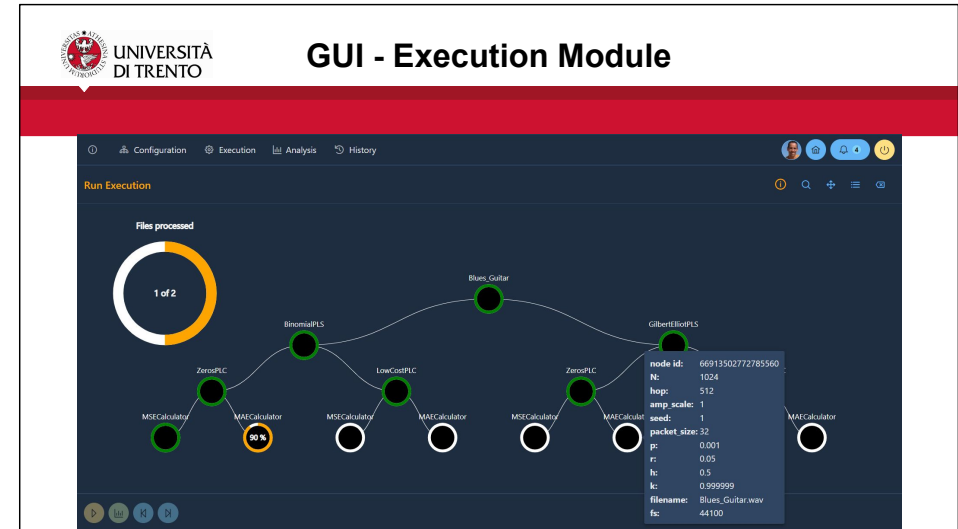 UNIVERSITÀ
DI TRENTO
GUI - Execution Module
Configuration Execution Analysis History 4
Run Execution
Files processed
1 of 2
Blues_Guitar
BinomialPLS GilbertElliotPLS
ZerosPLC LowCostPLC ZerosPLC
MSECalculator MAECalculator MSECalculator MAECalculator MSECalculator MAECalculat MAECalculator
90 %
node id: 66913502772785560
N: 1024
hop: 512
amp_scale: 1
seed: 1
packet_size: 32
p: 0.001
r: 0.05
h: 0.5
k: 0.999999
filename: Blues_Guitar.wav
fs: 44100